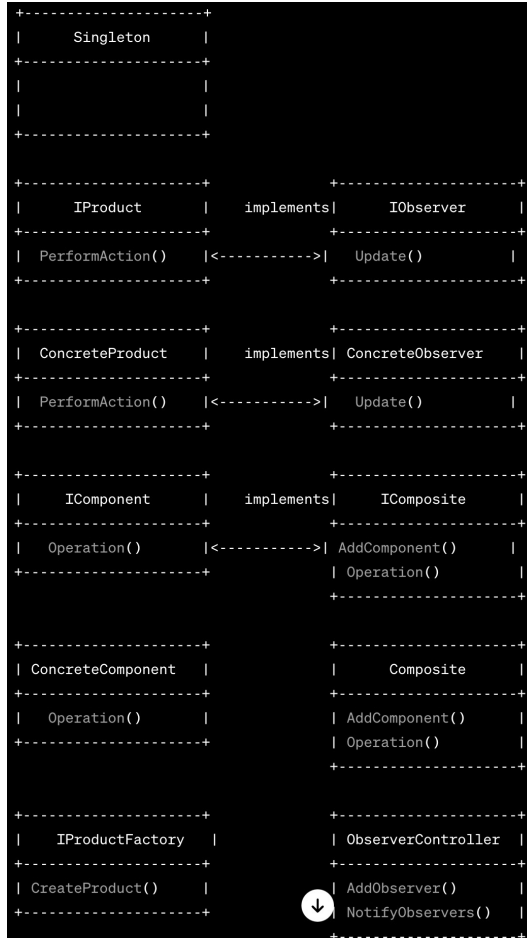 +---------------------+
|      Singleton      |
+---------------------+
|                     |
|                     |
+---------------------+
+---------------------+              +---------------------+
|      IProduct       |    implements|      IObserver      |
+---------------------+              +---------------------+
|  PerformAction()    |<----------->|   Update()          |
+---------------------+              +---------------------+
+---------------------+              +---------------------+
|  ConcreteProduct    |    implements| ConcreteObserver    |
+---------------------+              +---------------------+
|  PerformAction()    |<----------->|   Update()          |
+---------------------+              +---------------------+
+---------------------+              +---------------------+
|     IComponent      |    implements|     IComposite      |
+---------------------+              +---------------------+
|   Operation()       |<----------->| AddComponent()      |
+---------------------+              | Operation()         |
                                     +---------------------+
+---------------------+              +---------------------+
| ConcreteComponent   |              |      Composite      |
+---------------------+              +---------------------+
|   Operation()       |              | AddComponent()      |
+---------------------+              | Operation()         |
                                     +---------------------+
+---------------------+              +---------------------+
|    IProductFactory   |             | ObserverController  |
+---------------------+              +---------------------+
| CreateProduct()     |              | AddObserver()       |
+---------------------+              | NotifyObservers()   |
                                     +---------------------+